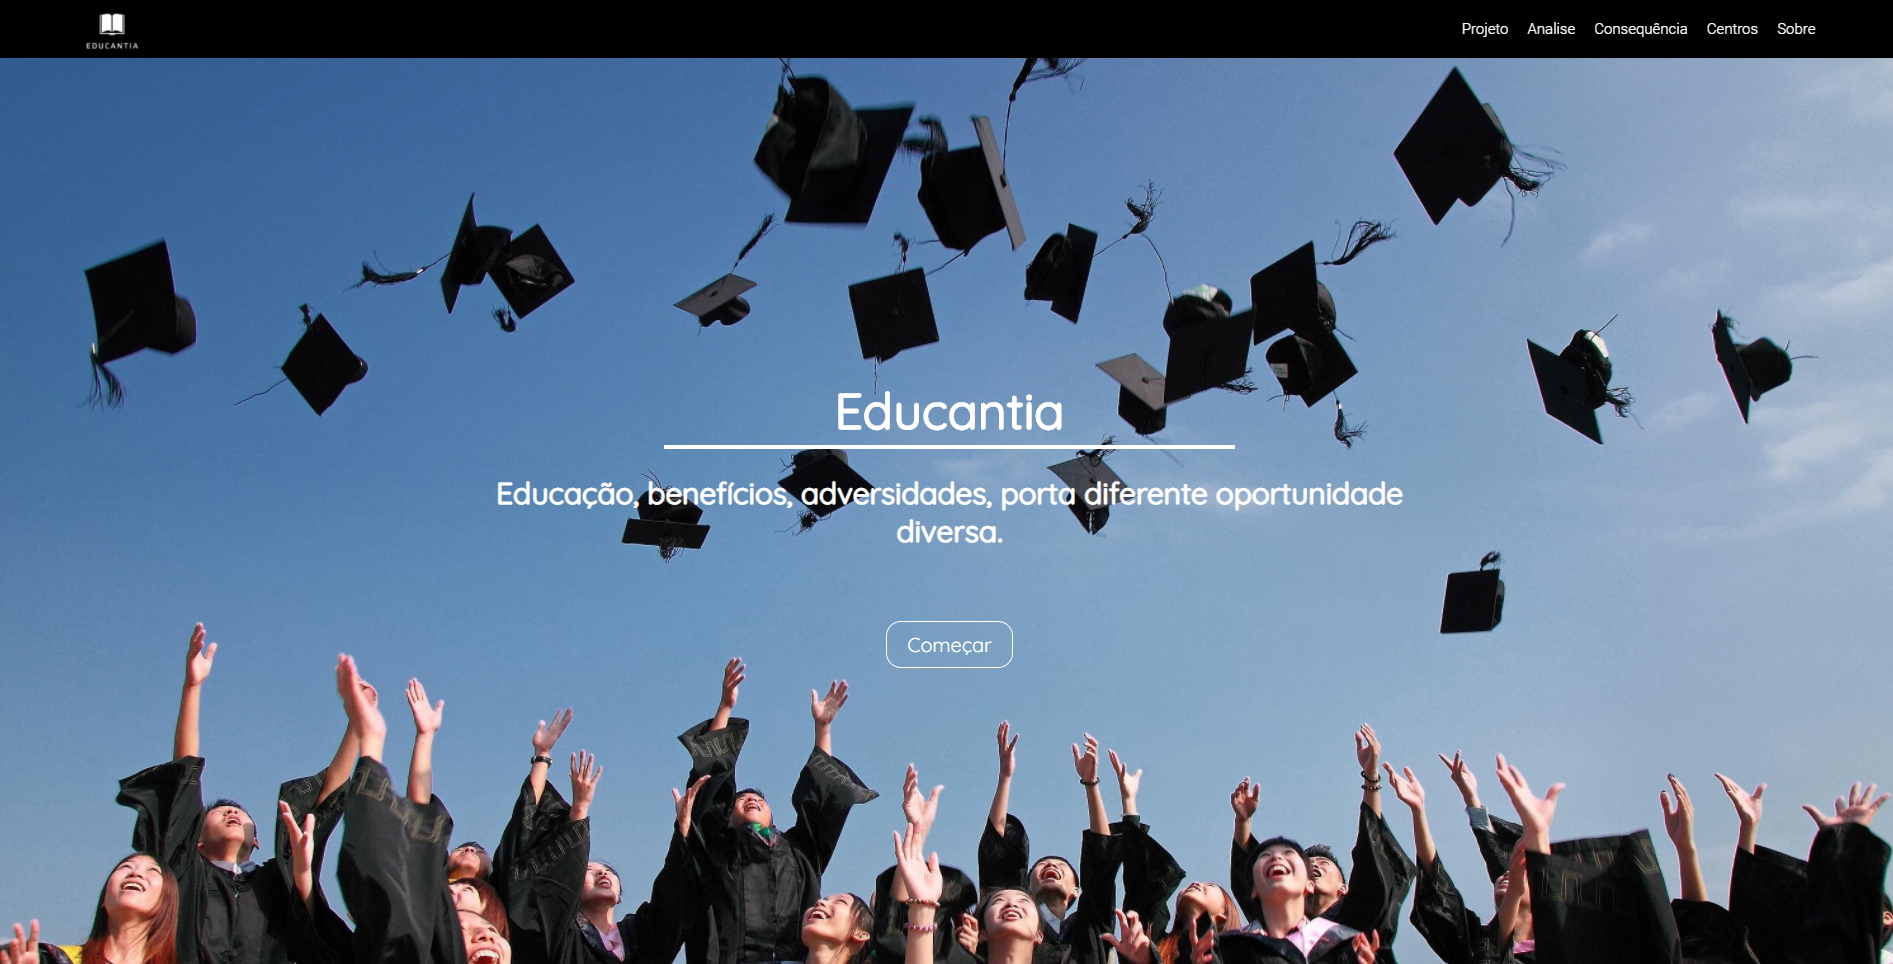 EDUCANTIA
Projeto Analise Consequência Centros Sobre
Educantia
Educação, benefícios, adversidades, porta diferente oportunidade
diversa.
Começar